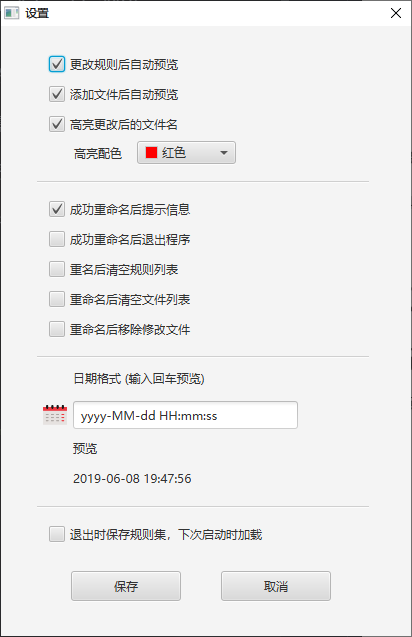 设置
更改规则后自动预览
添加文件后自动预览
高亮更改后的文件名
高亮配色 红色
成功重命名后提示信息
成功重命名后退出程序
重名后清空规则列表
重命名后清空文件列表
重命名后移除修改文件
日期格式 (输入回车预览)
yyyy-MM-dd HH:mm:ss
预览
2019-06-08 19:47:56
退出时保存规则集，下次启动时加载
保存 取消